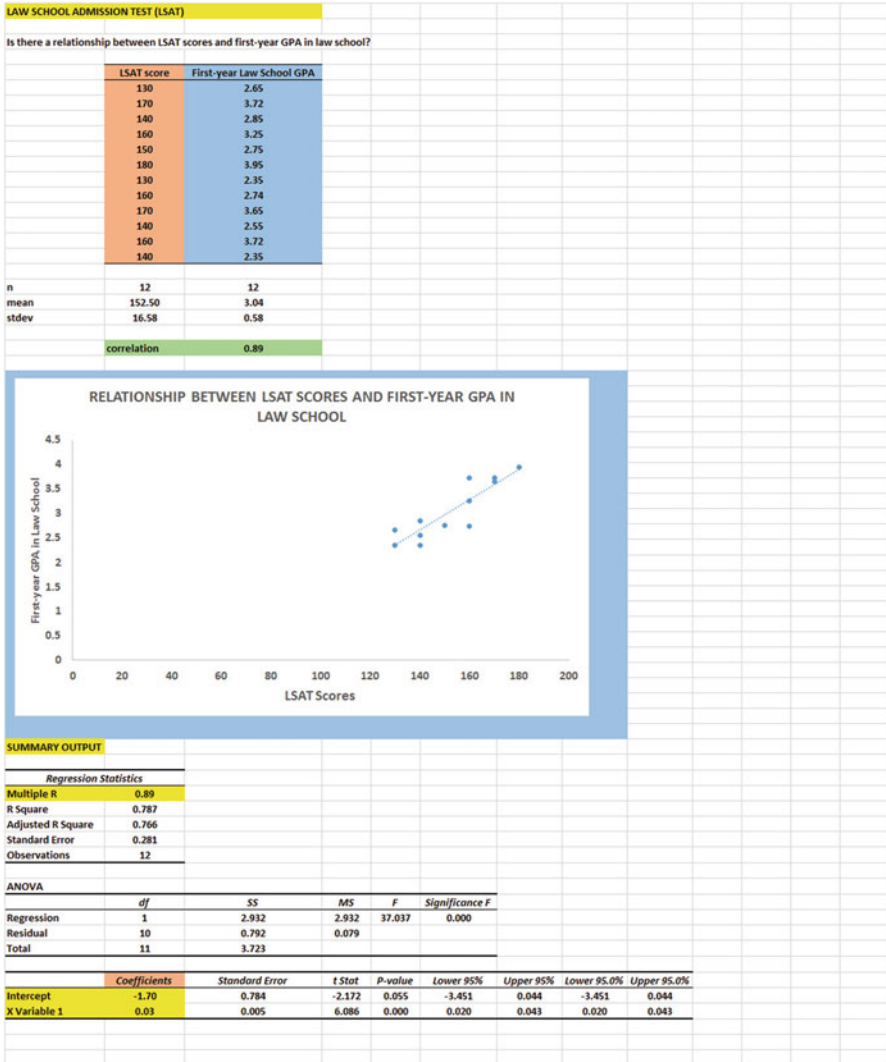 LAW SCHOOL ADMISSION TEST (LSAT)
Is there a relationship between LSAT scores and first-year GPA in law school?
LSAT score First-year Law School GPA
130 2.65
170 3.72
140 2.85
160 3.25
150 2.75
180 3.95
130 2.35
160 2.74
170 3.65
140 2.55
160 3.72
140 2.35
n 12 12
mean 152.50 3.04
stdev 16.58 0.58
correlation 0.89
RELATIONSHIP BETWEEN LSAT SCORES AND FIRST-YEAR GPA IN
LAW SCHOOL
First-year GPA in Law School
4.5
4
3.5
3
2.5
2
1.5
1
0.5
0
0 20 40 60 80 100 120 140 160 180 200
LSAT Scores
SUMMARY OUTPUT
Regression Statistics
Multiple R 0.89
R Square 0.787
Adjusted R Square 0.766
Standard Error 0.281
Observations 12
ANOVA
df SS MS F Significance F
Regression 1 2.932 2.932 37.037 0.000
Residual 10 0.792 0.079
Total 11 3.723
Coefficients Standard Error t Stat P-value Lower 95% Upper 95% Lower 95.0% Upper 95.0%
Intercept -1.70 0.784 -2.172 0.055 -3.451 0.044 -3.451 0.044
X Variable 1 0.03 0.005 6.086 0.000 0.020 0.043 0.020 0.043